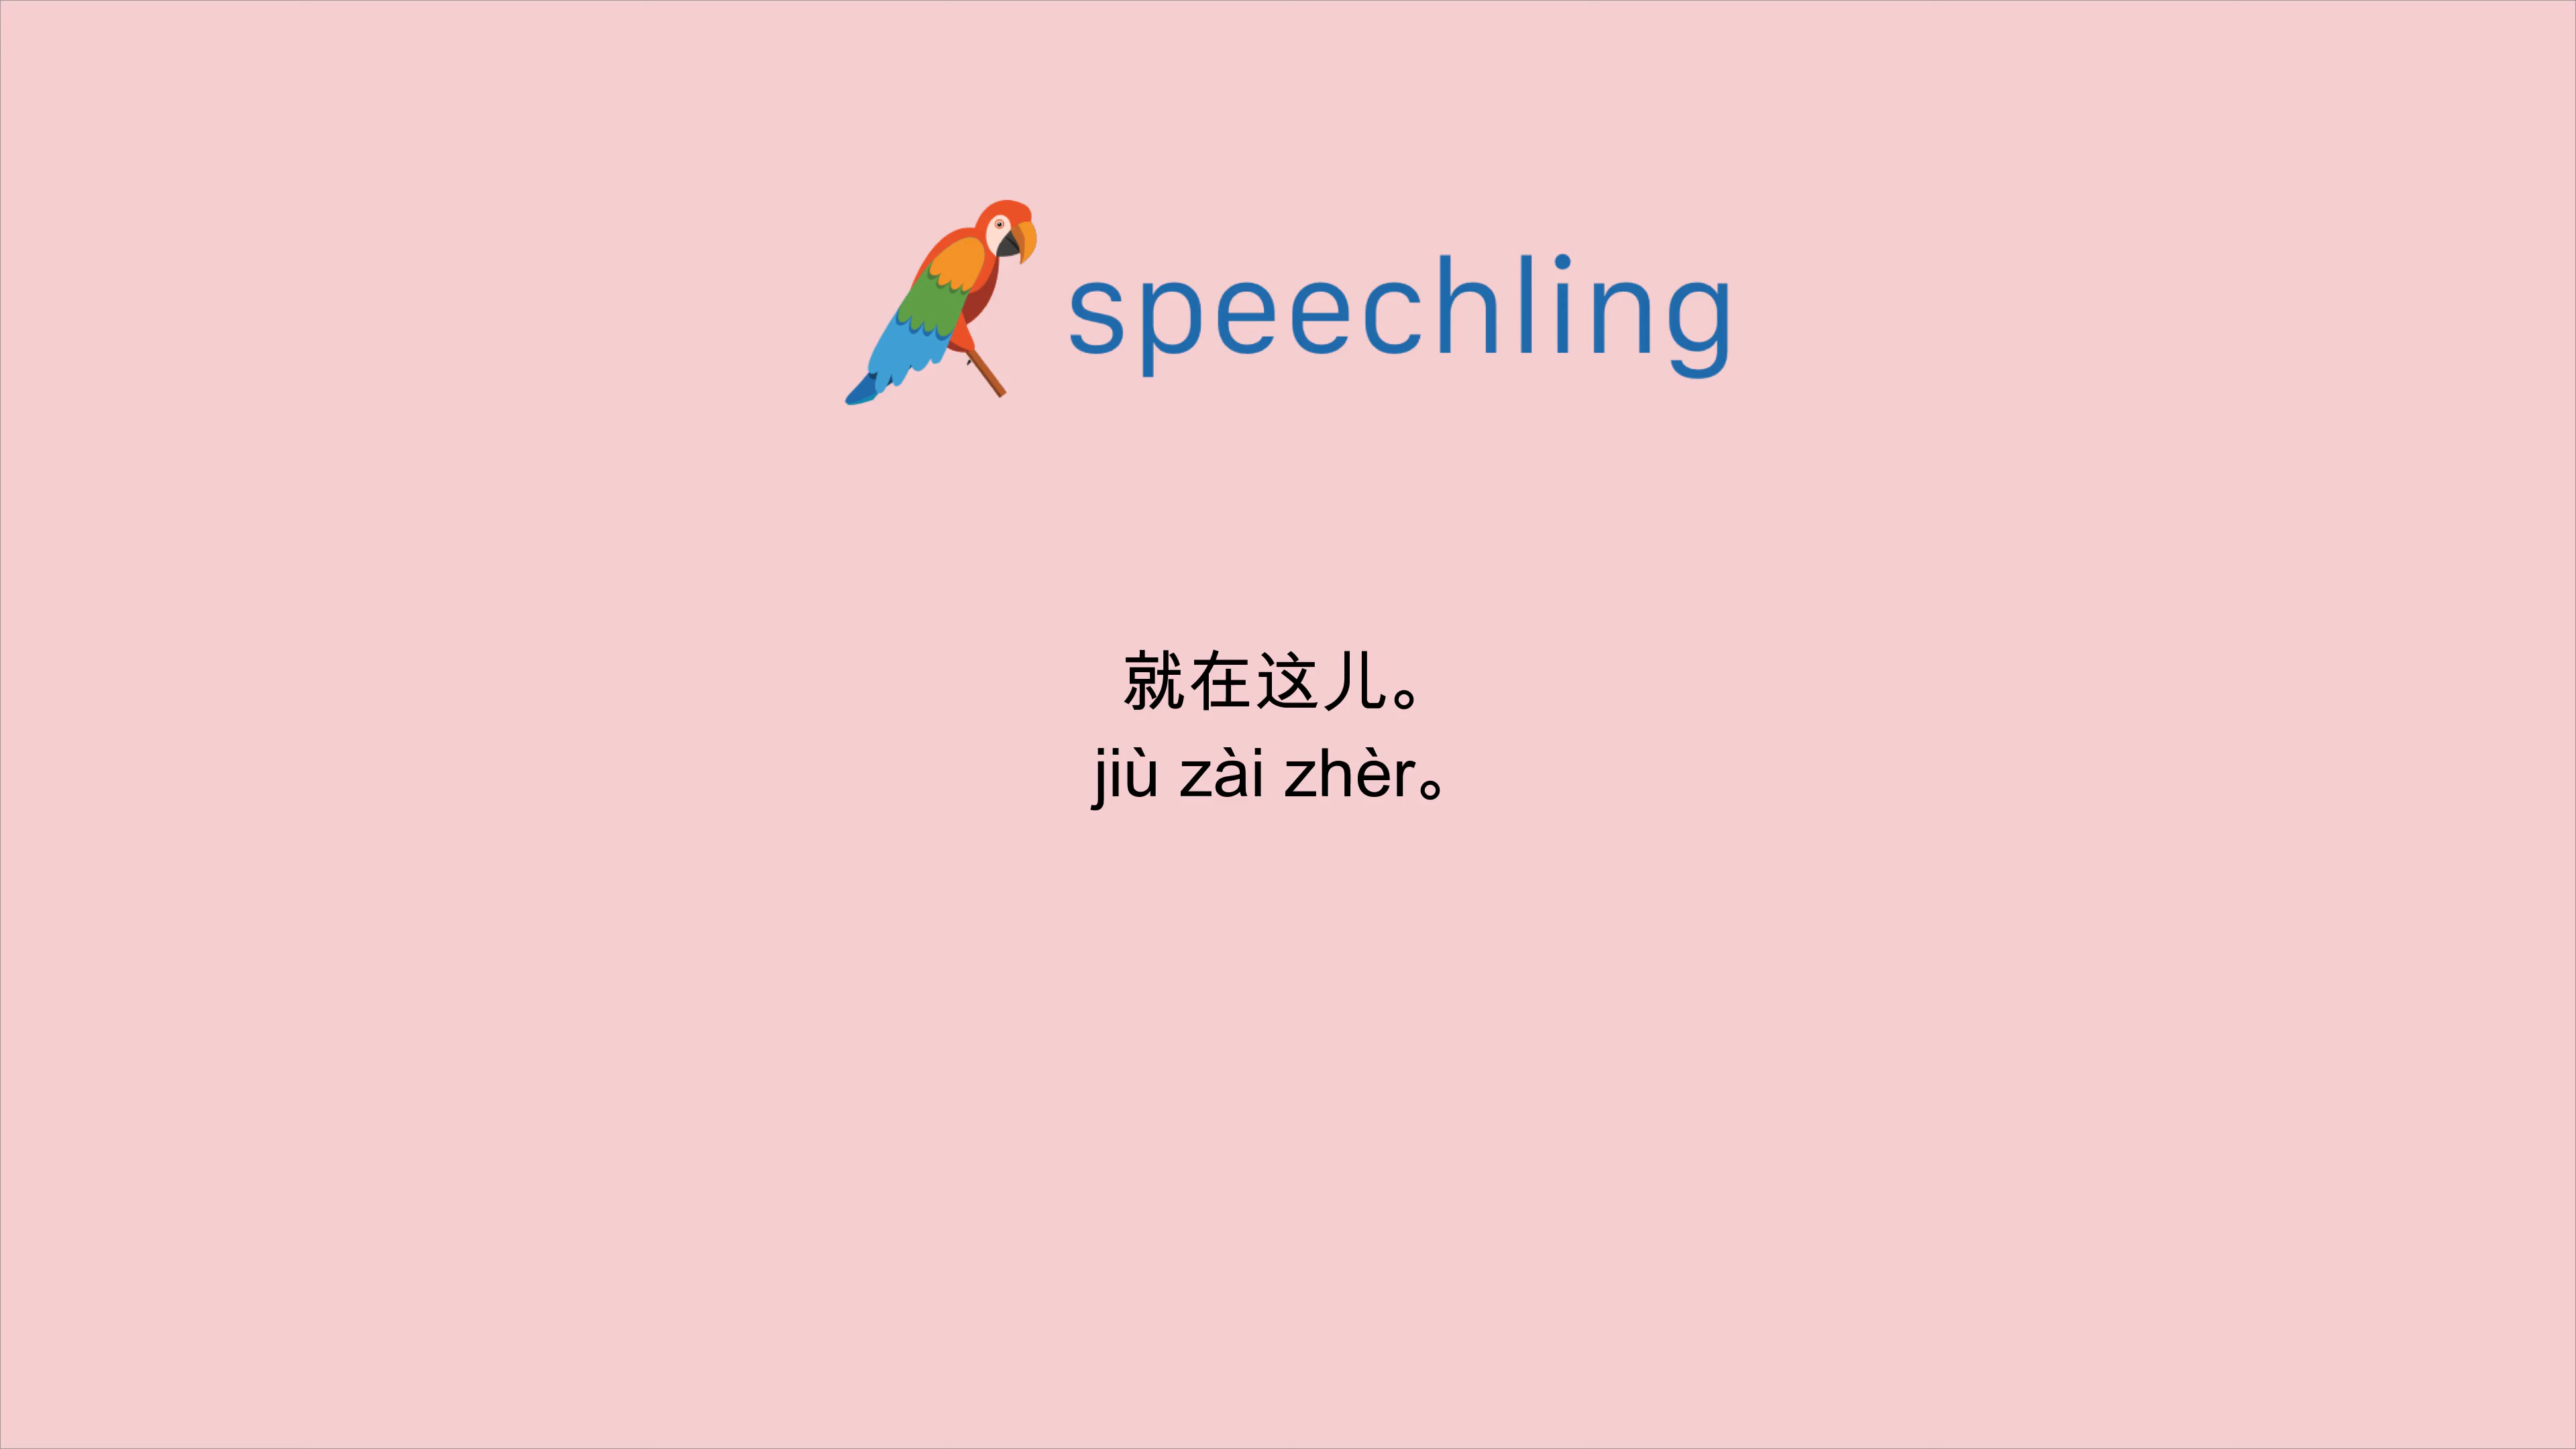 speechling
就在这儿。
jiù zài zhèr。